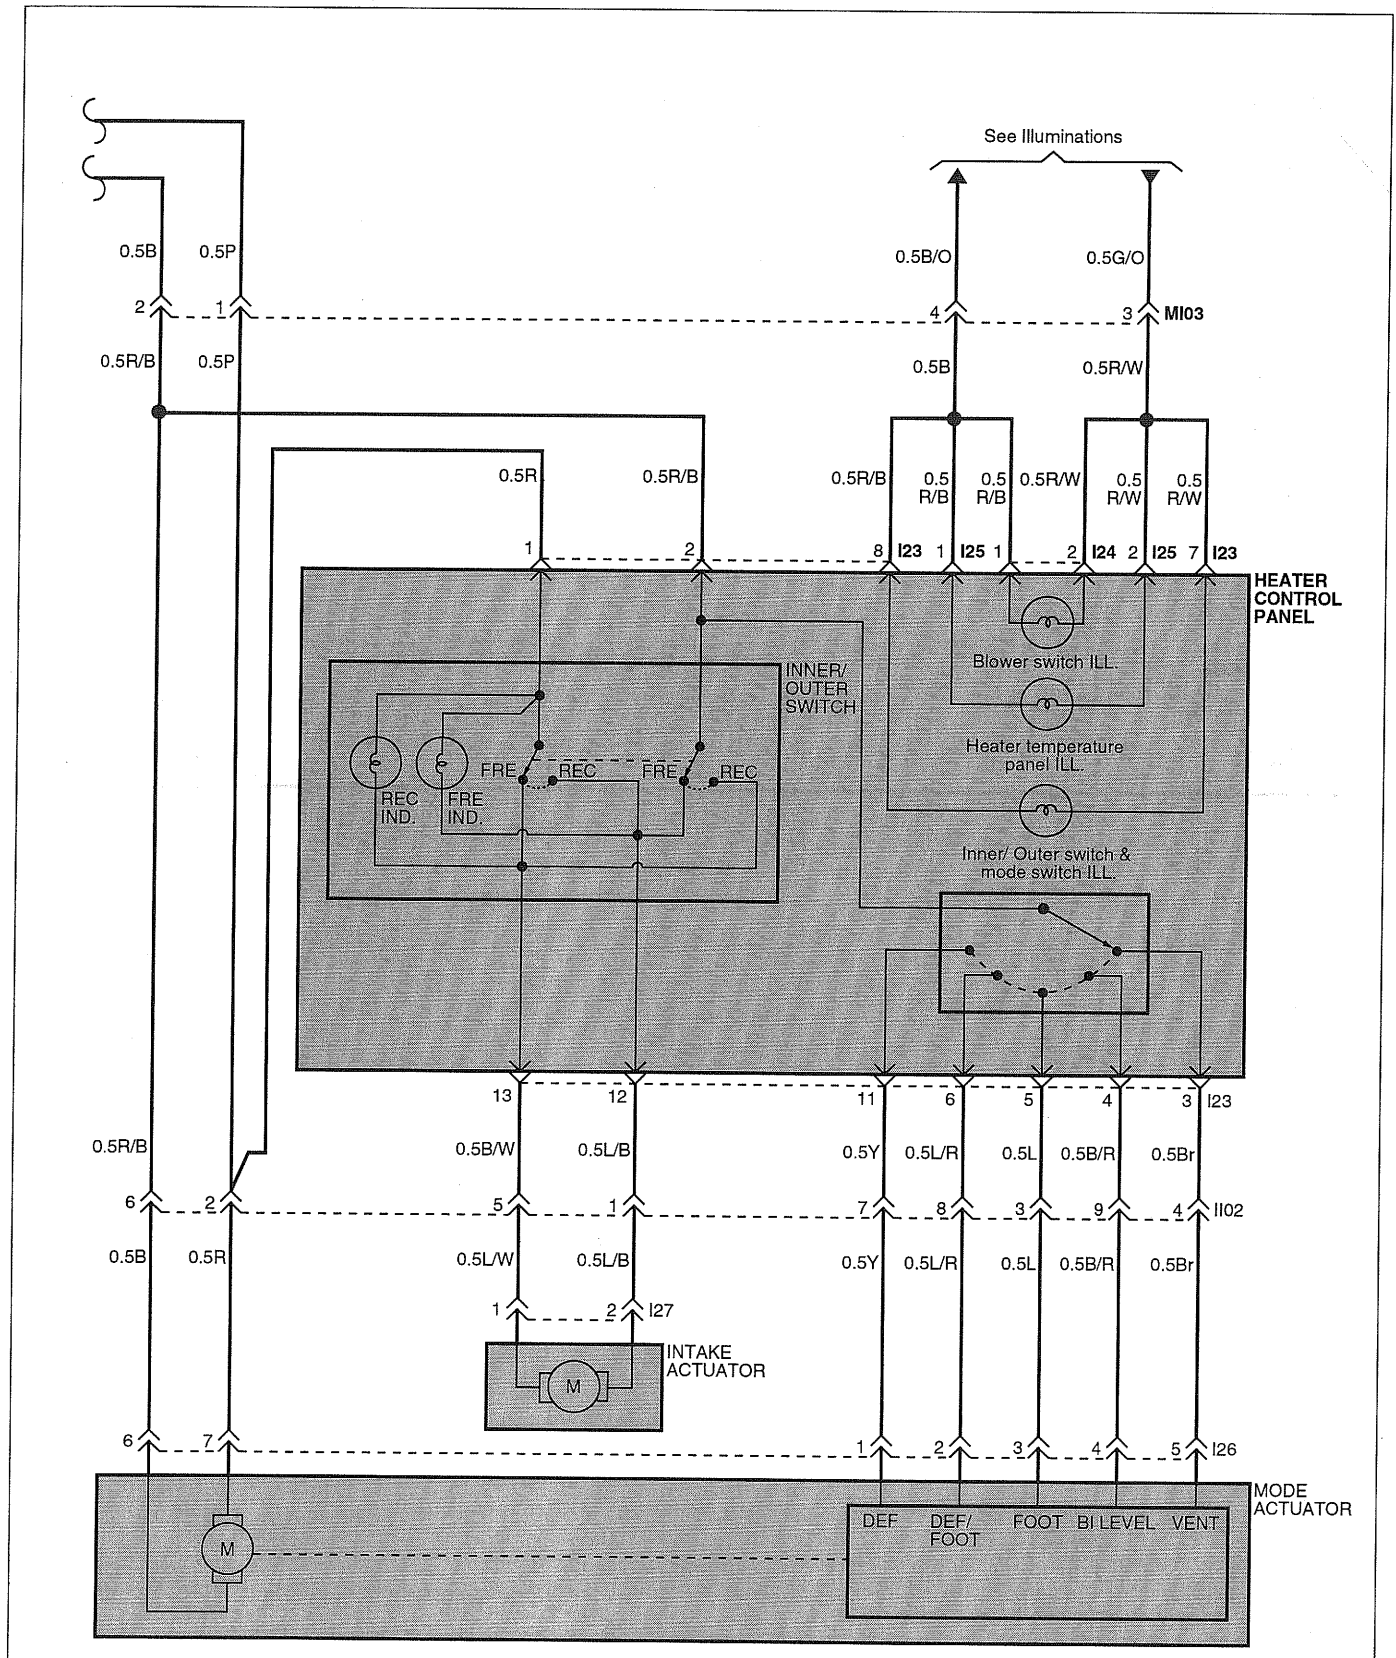 See Illuminations
0.5B 0.5P 0.5B/O 0.5G/O
2 1 4 3 MI03
0.5R/B 0.5P 0.5B 0.5R/W
0.5R 0.5R/B 0.5R/B 0.5 R/B 0.5 R/B 0.5R/W 0.5 R/W 0.5 R/W
1 2 8 I23 1 I25 1 2 I24 2 I25 7 I23
HEATER
CONTROL
PANEL
Blower switch ILL.
INNER/
OUTER
SWITCH
Heater temperature
panel ILL.
FRE REC FRE REC
REC
IND.
FRE
IND.
Inner/ Outer switch &
mode switch ILL.
13 12 11 6 5 4 3 I23
0.5R/B 0.5B/W 0.5L/B 0.5Y 0.5L/R 0.5L 0.5B/R 0.5Br
6 2 5 1 7 8 3 9 4 II02
0.5B 0.5R 0.5L/W 0.5L/B 0.5Y 0.5L/R 0.5L 0.5B/R 0.5Br
1 2 I27
INTAKE
ACTUATOR
M
6 7 1 2 3 4 5 I26
MODE
ACTUATOR
DEF DEF/ FOOT BI LEVEL VENT
FOOT
M